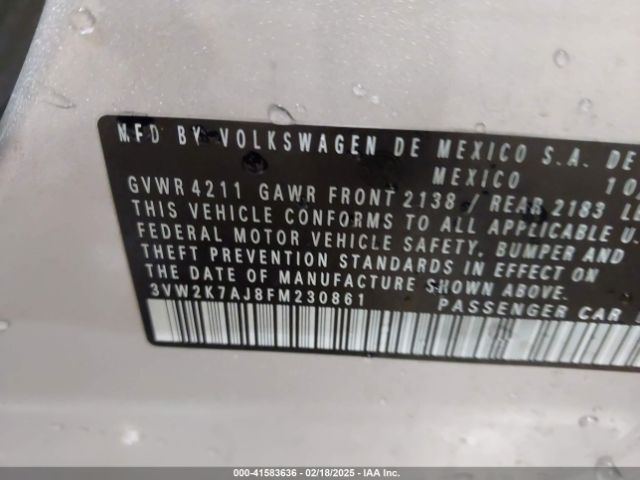 MFD BY VOLKSWAGEN DE MEXICO S.A. DE
MEXICO
GVWR 4211 GAWR FRONT 2138 / REAR 2183
THIS VEHICLE CONFORMS TO ALL APPLICABLE
FEDERAL MOTOR VEHICLE SAFETY, BUMPER AND
THEFT PREVENTION STANDARDS IN EFFECT ON
THE DATE OF MANUFACTURE SHOWN ABOVE.
3VW2K7AJ8FM230861 PASSENGER CAR
000-41583636 - 02/18/2025 - IAA Inc.